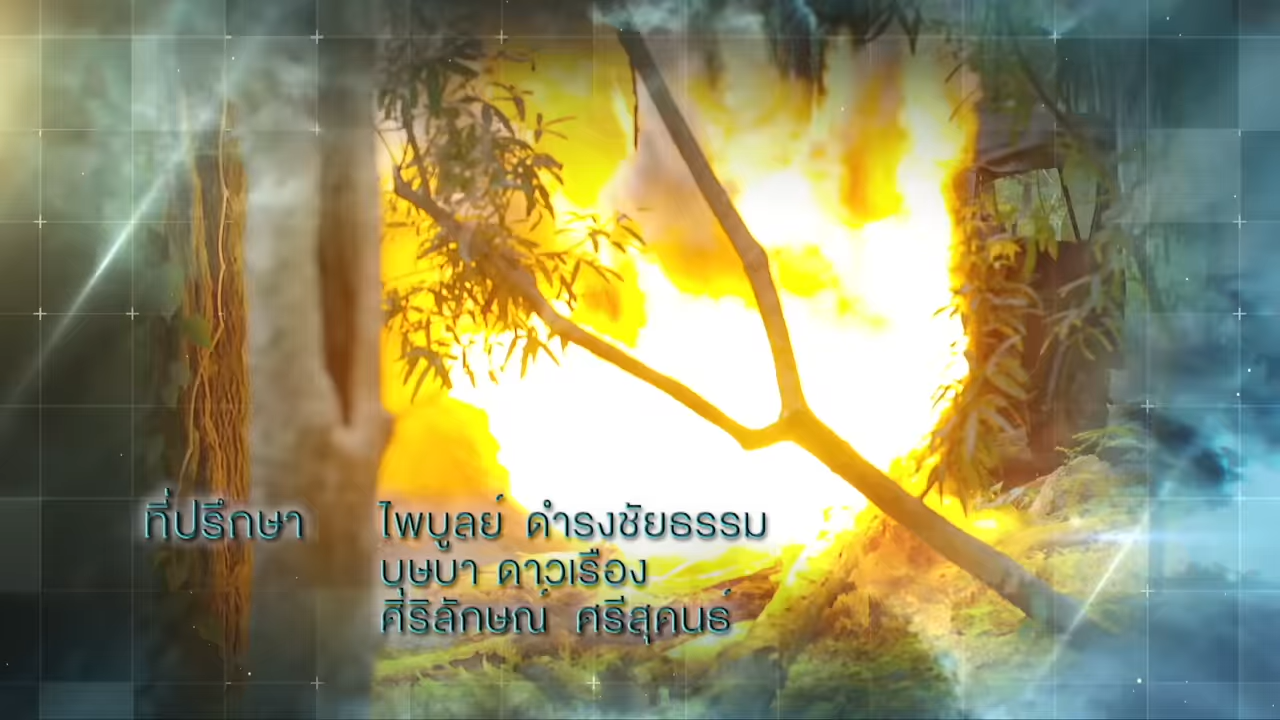 ที่ปรึกษา ไพบูลย์ ดำรงชัยธรรม
บุษบา ดาวเรือง
ศิริลักษณ์ ศรีสุคนธ์